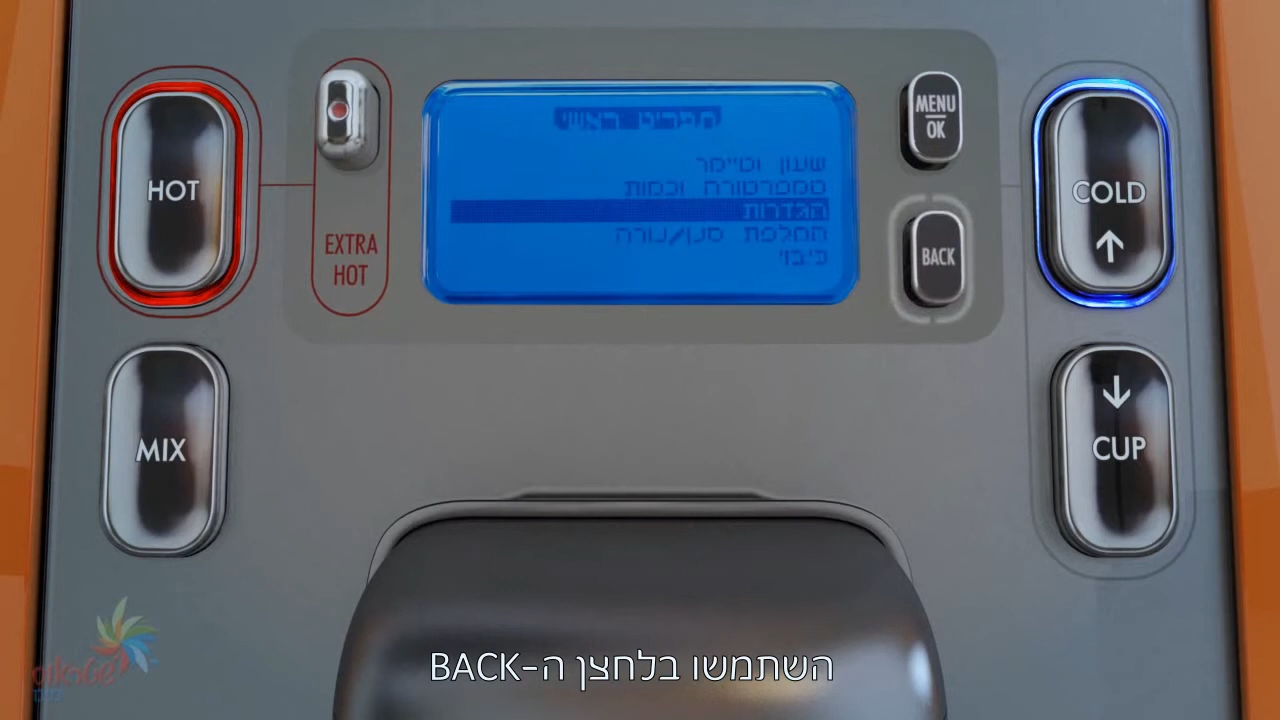 HOT
EXTRA
HOT
MIX
תפריט ראשי
שעון וטיימר
טמפרטורה וכמות
הגדרות
החלפת סנן/נורה
כיבוי
MENU
OK
BACK
COLD
CUP
שטראוס
השתמשו בלחצן ה-BACK